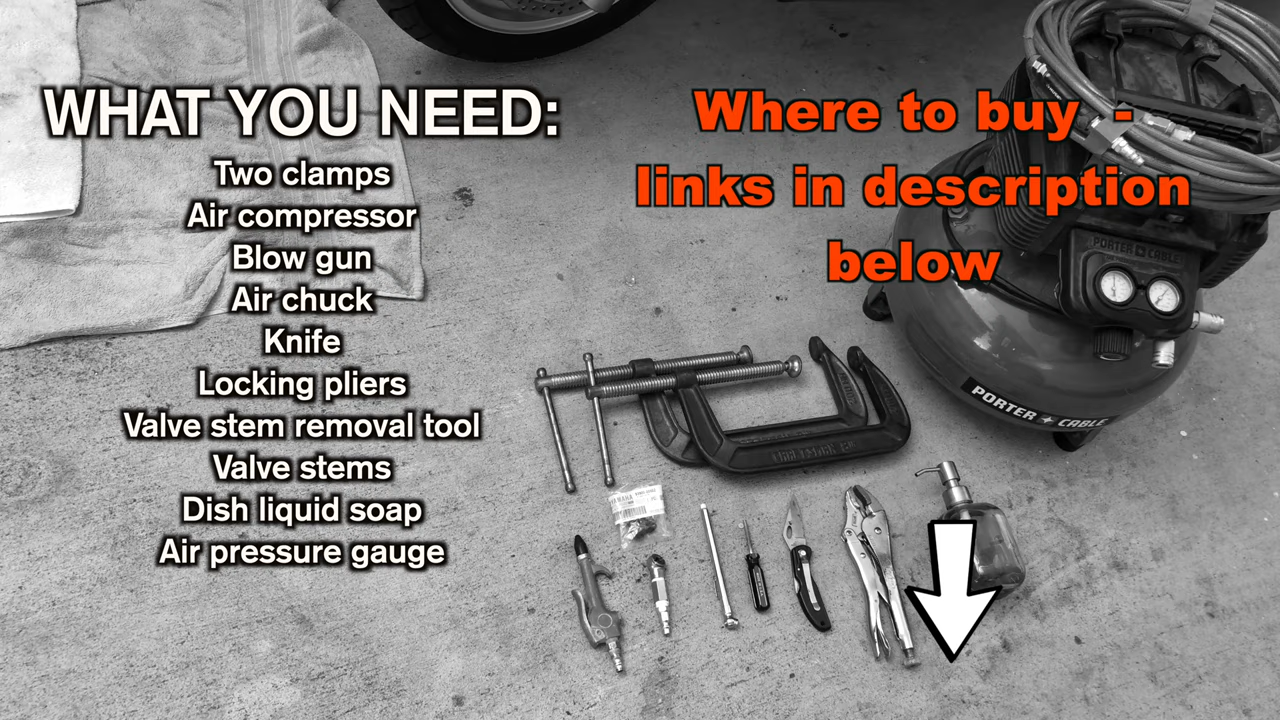 WHAT YOU NEED:
Two clamps
Air compressor
Blow gun
Air chuck
Knife
Locking pliers
Valve stem removal tool
Valve stems
Dish liquid soap
Air pressure gauge
Where to buy -
links in description
below
PORTER CABLE
PORTER CABLE
YAMAHA